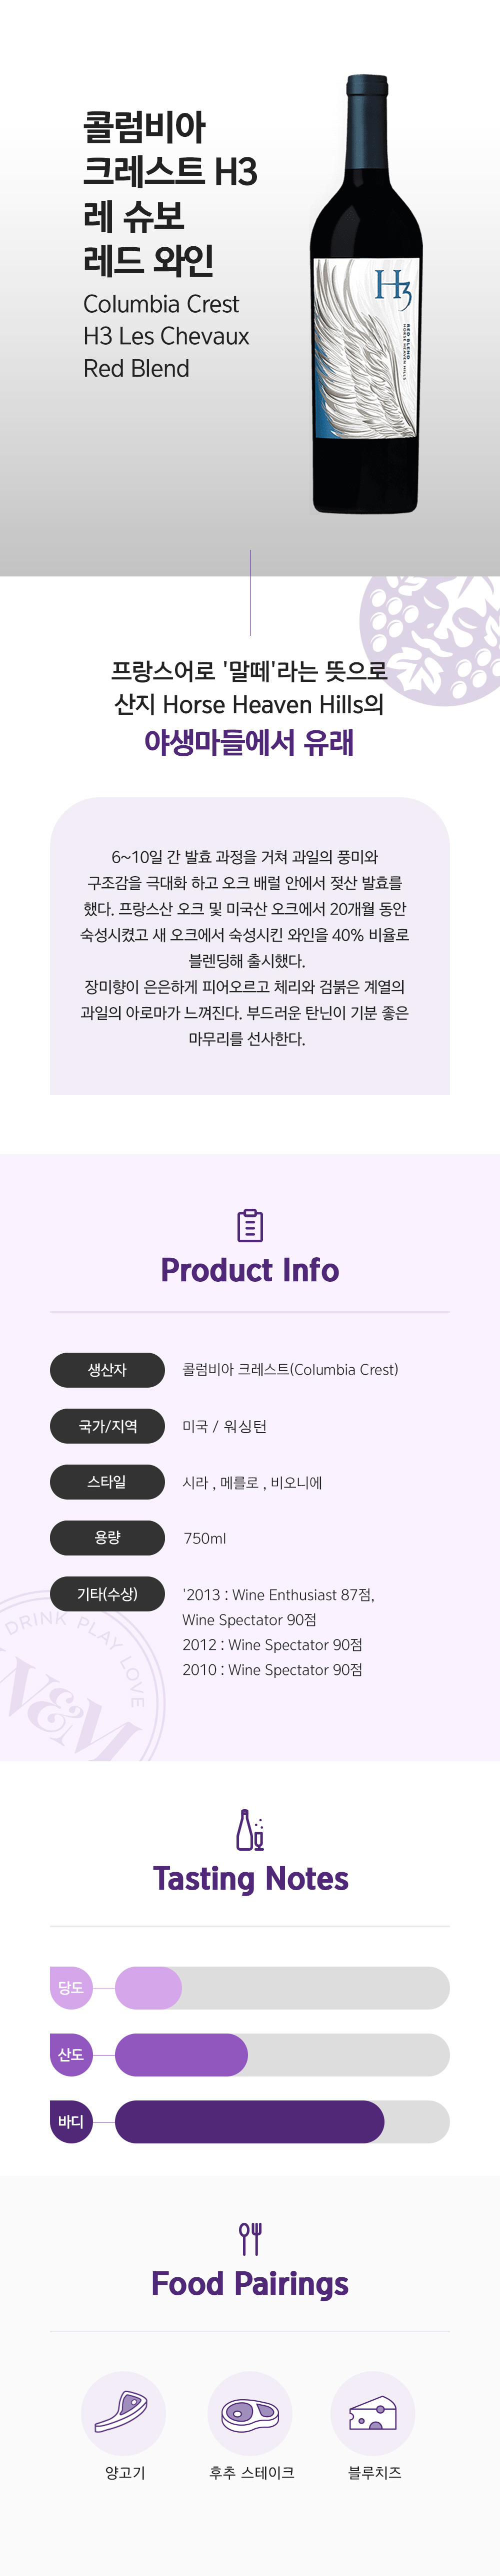 콜럼비아
크레스트 H3
레 슈보
레드 와인
Columbia Crest
H3 Les Chevaux
Red Blend
H3
RED BLEND
HORSE HEAVEN HILLS
프랑스어로 '말떼'라는 뜻으로
산지 Horse Heaven Hills의
야생마들에서 유래
6~10일 간 발효 과정을 거쳐 과일의 풍미와
구조감을 극대화 하고 오크 배럴 안에서 젖산 발효를
했다. 프랑스산 오크 및 미국산 오크에서 20개월 동안
숙성시켰고 새 오크에서 숙성시킨 와인을 40% 비율로
블렌딩해 출시했다.
장미향이 은은하게 피어오르고 체리와 검붉은 계열의
과일의 아로마가 느껴진다. 부드러운 탄닌이 기분 좋은
마무리를 선사한다.
Product Info
생산자 콜럼비아 크레스트(Columbia Crest)
국가/지역 미국 / 워싱턴
스타일 시라 , 메를로 , 비오니에
용량 750ml
기타(수상) '2013 : Wine Enthusiast 87점,
Wine Spectator 90점
2012 : Wine Spectator 90점
2010 : Wine Spectator 90점
DRINK PLAY LOVE
W&M
Tasting Notes
당도
산도
바디
Food Pairings
양고기 후추 스테이크 블루치즈